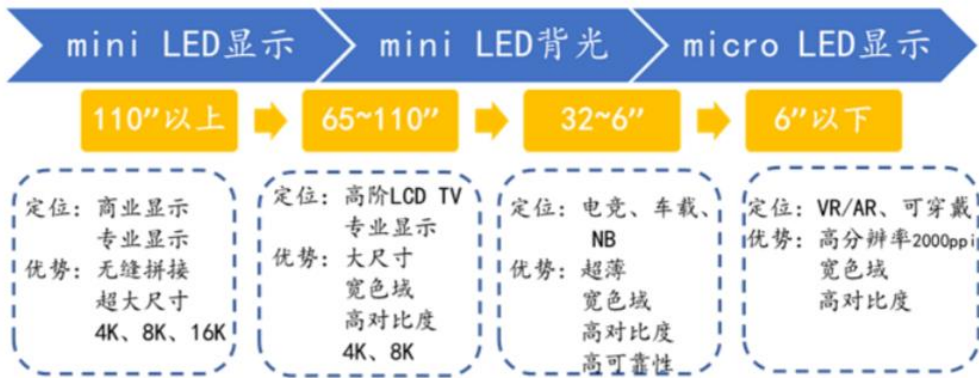 mini LED显示
mini LED背光
micro LED显示
110”以上
65~110”
32~6”
6”以下
定位：商业显示
专业显示
优势：无缝拼接
超大尺寸
4K、8K、16K
定位：高阶LCD TV
专业显示
优势：大尺寸
宽色域
高对比度
4K、8K
定位：电竞、车载、
NB
优势：超薄
宽色域
高对比度
高可靠性
定位：VR/AR、可穿戴
优势：高分辨率2000ppi
宽色域
高对比度